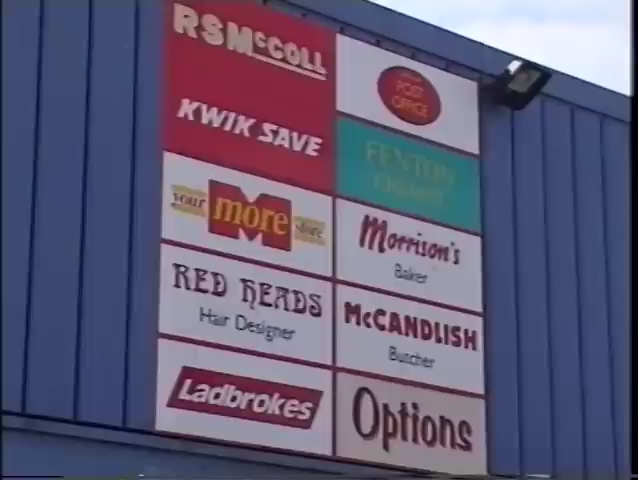 RSMcCOLL
KWIK SAVE
your more store
RED HEADS
Hair Designer
Ladbrokes
POST
OFFICE
FENTON
Morrison's
Baker
McCANDLISH
Butcher
Options